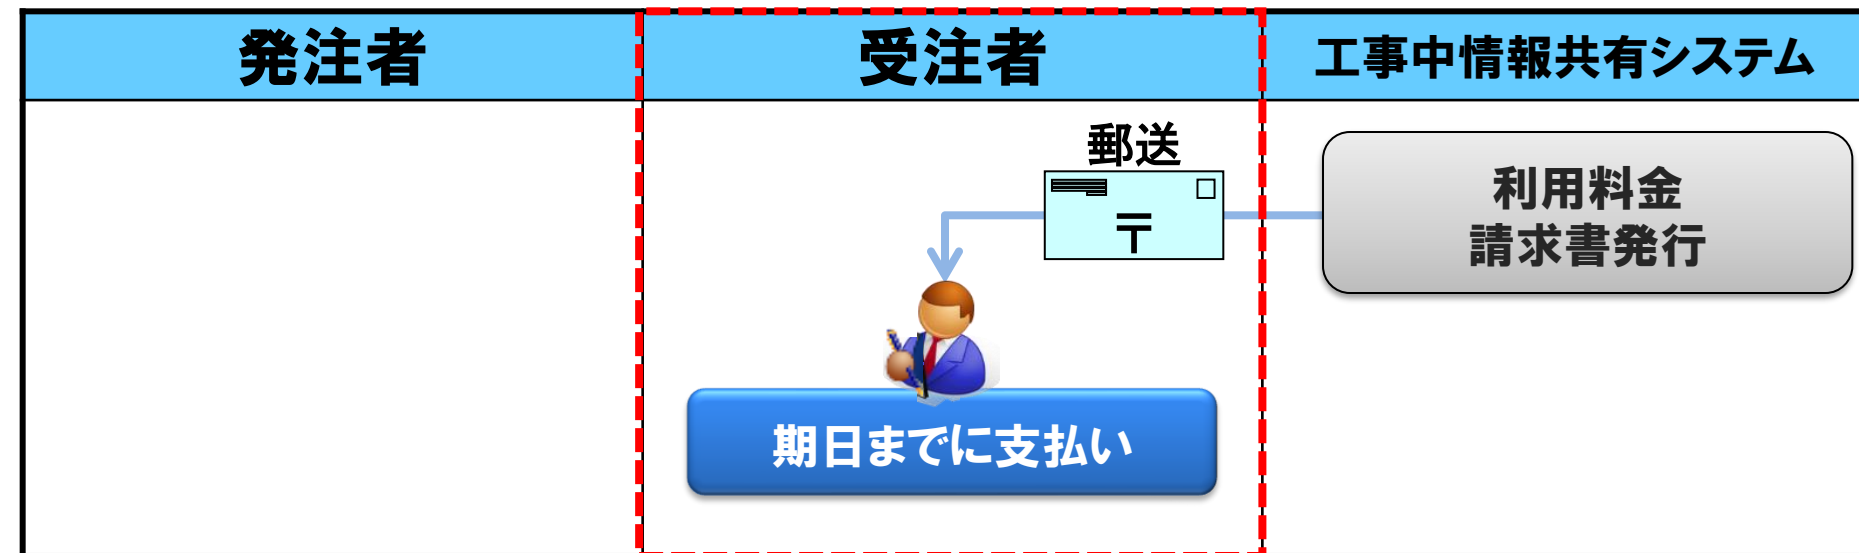 発注者
受注者
工事中情報共有システム
郵送
〒
利用料金
請求書発行
期日までに支払い